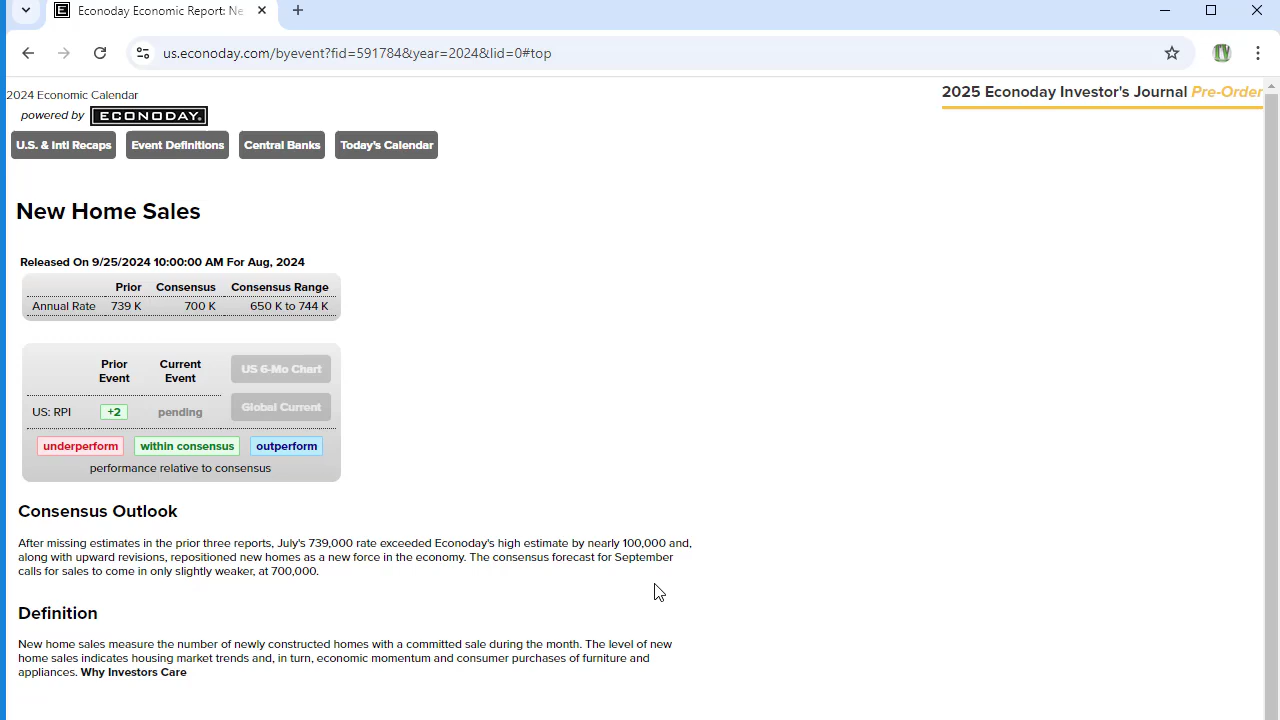 Econoday Economic Report: Ne
us.econoday.com/byevent?fid=591784&year=2024&lid=0#top
2024 Economic Calendar
2025 Econoday Investor's Journal Pre-Order
powered by ECONODAY.
U.S. & Intl Recaps Event Definitions Central Banks Today's Calendar
New Home Sales
Released On 9/25/2024 10:00:00 AM For Aug, 2024
Prior Consensus Consensus Range
Annual Rate 739 K 700 K 650 K to 744 K
Prior Event Current Event US 6-Mo Chart
US: RPI +2 pending Global Current
underperform within consensus outperform
performance relative to consensus
Consensus Outlook
After missing estimates in the prior three reports, July's 739,000 rate exceeded Econoday's high estimate by nearly 100,000 and,
along with upward revisions, repositioned new homes as a new force in the economy. The consensus forecast for September
calls for sales to come in only slightly weaker, at 700,000.
Definition
New home sales measure the number of newly constructed homes with a committed sale during the month. The level of new
home sales indicates housing market trends and, in turn, economic momentum and consumer purchases of furniture and
appliances. Why Investors Care